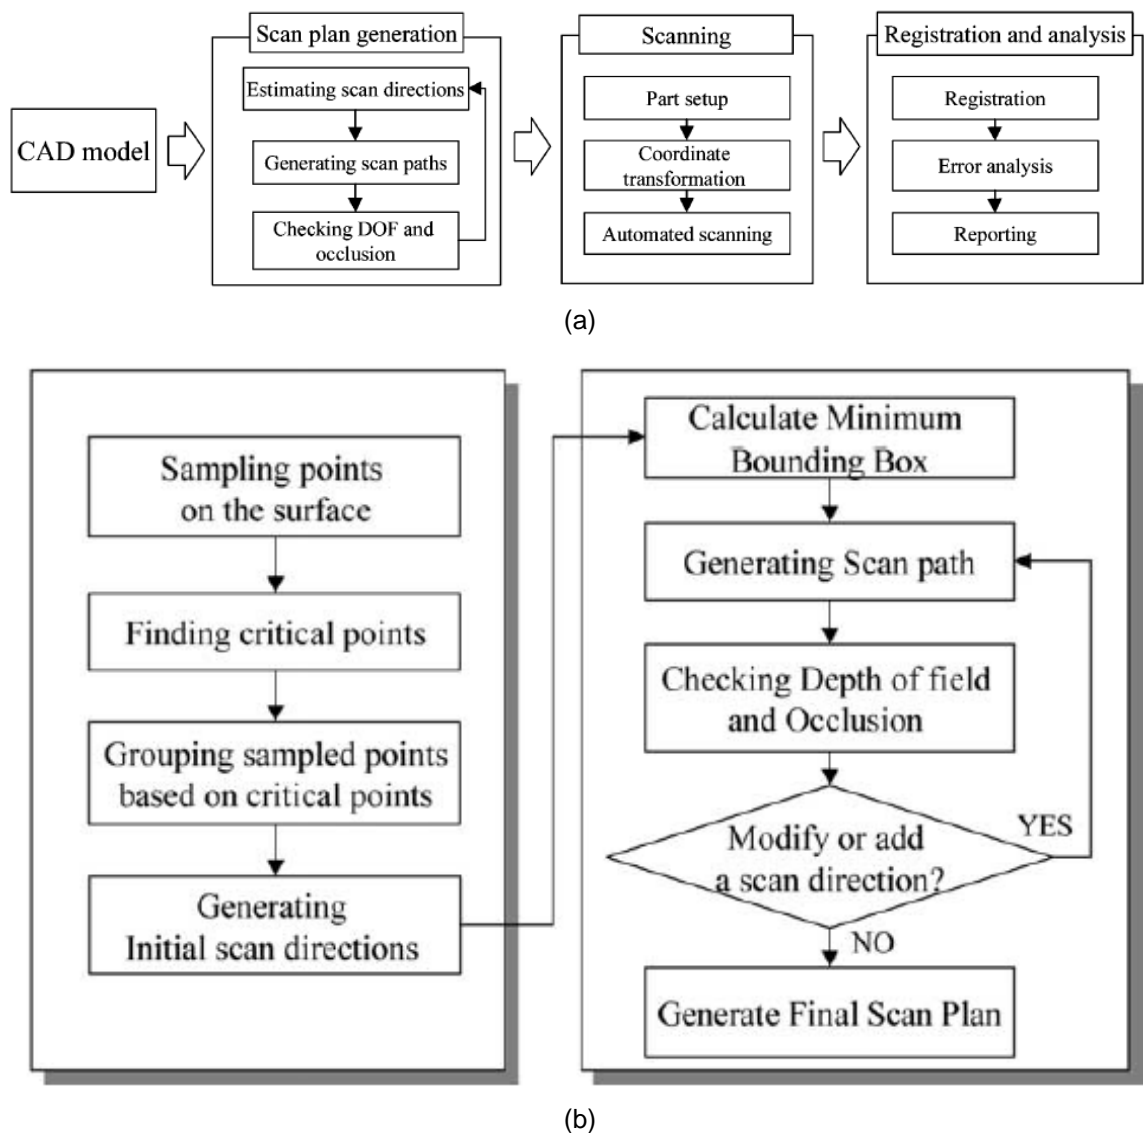 CAD model
Scan plan generation
Estimating scan directions
Generating scan paths
Checking DOF and
occlusion
Scanning
Part setup
Coordinate
transformation
Automated scanning
Registration and analysis
Registration
Error analysis
Reporting
(a)
Sampling points
on the surface
Finding critical points
Grouping sampled points
based on critical points
Generating
Initial scan directions
Calculate Minimum
Bounding Box
Generating Scan path
Checking Depth of field
and Occlusion
Modify or add
a scan direction?
YES
NO
Generate Final Scan Plan
(b)